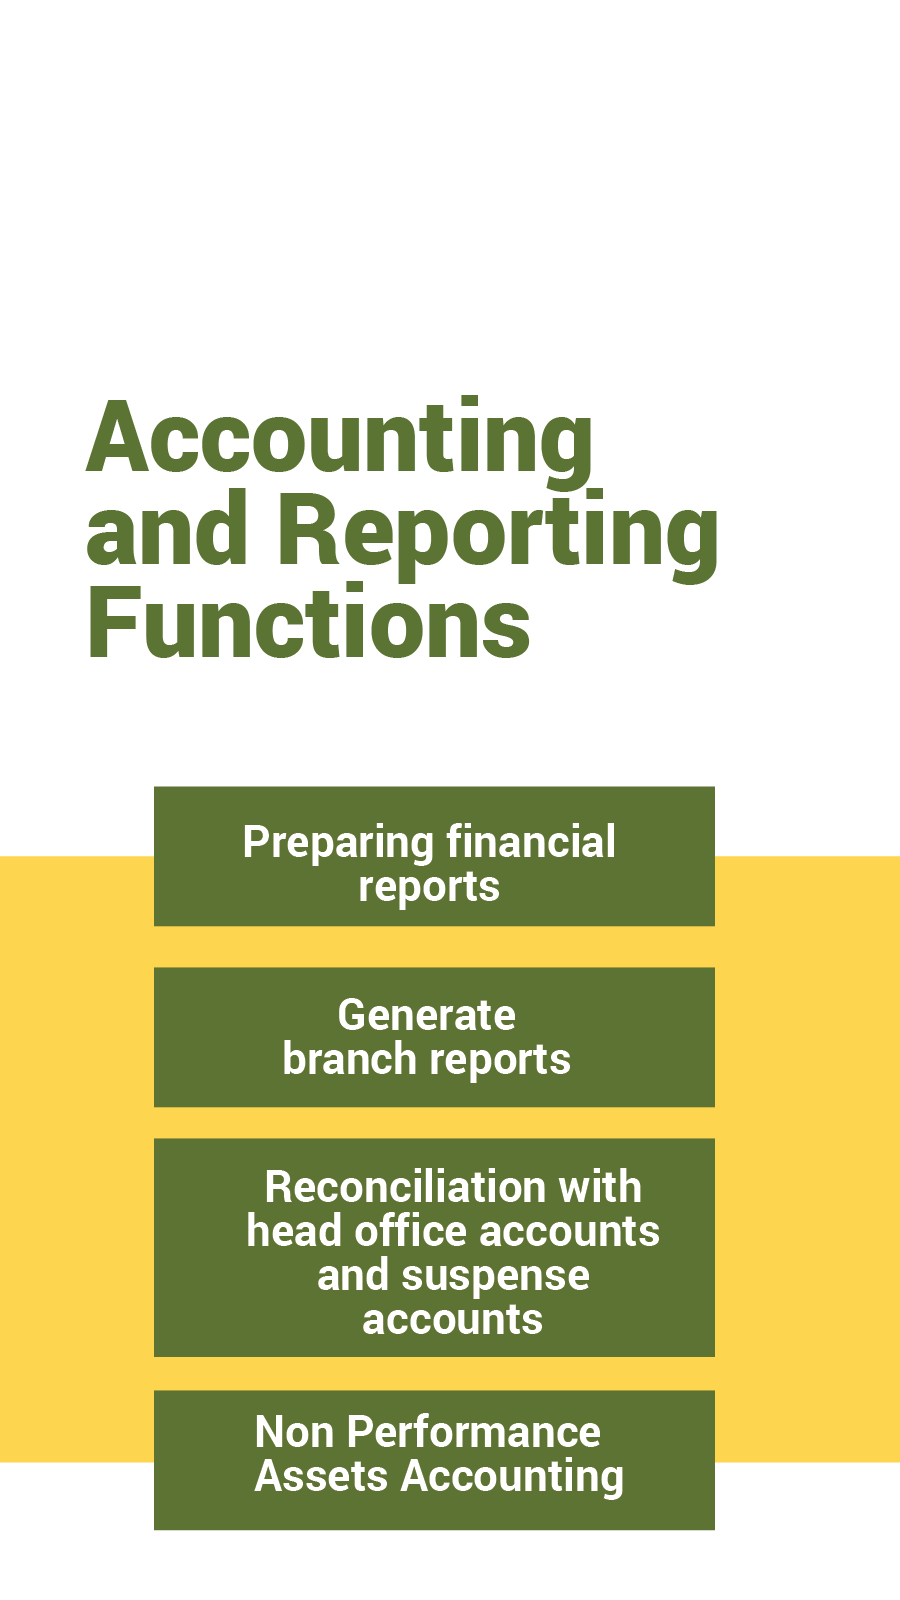 Accounting
and Reporting
Functions
Preparing financial
reports
Generate
branch reports
Reconciliation with
head office accounts
and suspense
accounts
Non Performance
Assets Accounting